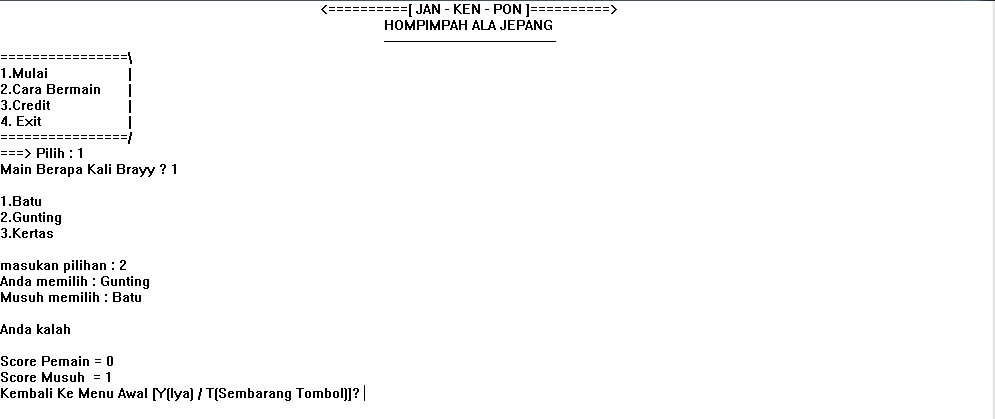 <==========[ JAN - KEN - PON ]==========>
HOMPIMPAH ALA JEPANG
================\
1.Mulai |
2.Cara Bermain |
3.Credit |
4. Exit |
================/
===> Pilih : 1
Main Berapa Kali Brayy ? 1
1.Batu
2.Gunting
3.Kertas
masukan pilihan : 2
Anda memilih : Gunting
Musuh memilih : Batu
Anda kalah
Score Pemain = 0
Score Musuh = 1
Kembali Ke Menu Awal [Y(Iya) / T(Sembarang Tombol)]?